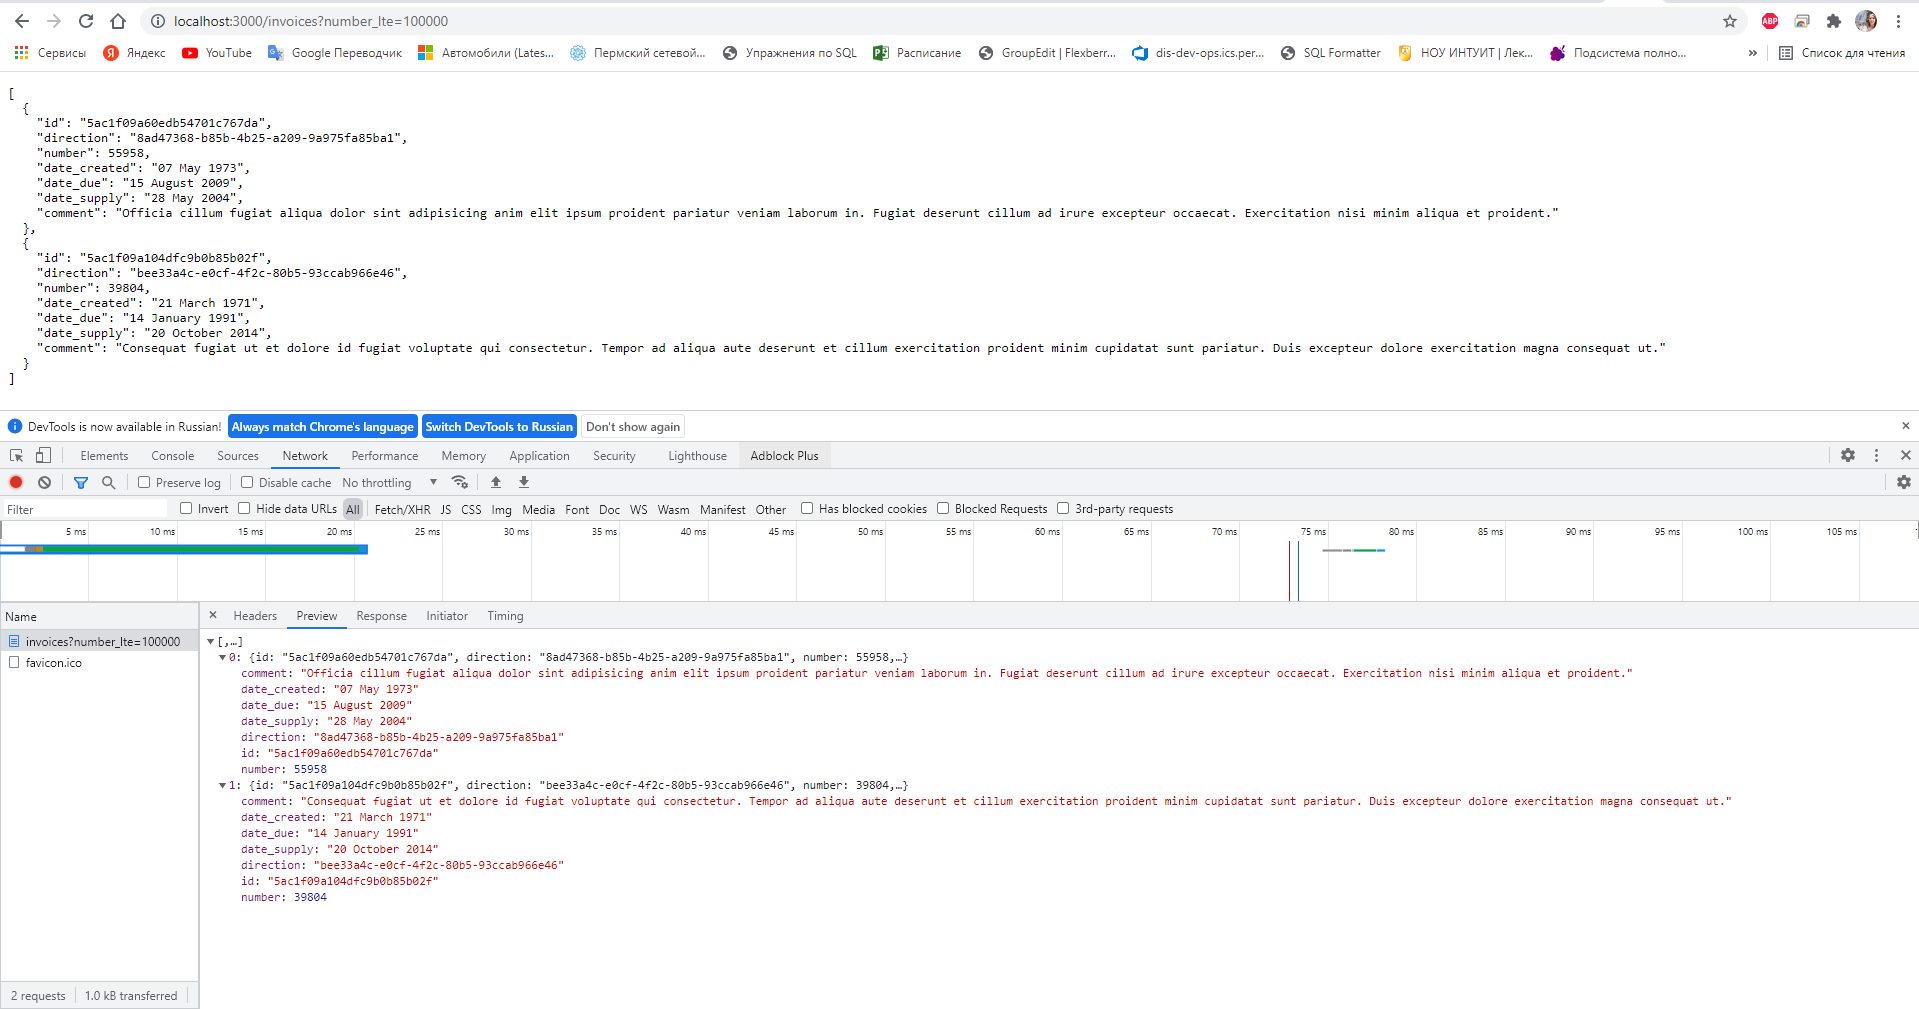 localhost:3000/invoices?number_lte=100000
ABP
Сервисы Яндекс YouTube Google Переводчик Автомобили (Lates... Пермский сетевой... Упражнения по SQL Расписание GroupEdit | Flexberr... dis-dev-ops.ics.per... SQL Formatter НОУ ИНТУИТ | Лек... Подсистема полно... » Список для чтения
[
{
"id": "5ac1f09a60edb54701c767da",
"direction": "8ad47368-b85b-4b25-a209-9a975fa85ba1",
"number": 55958,
"date_created": "07 May 1973",
"date_due": "15 August 2009",
"date_supply": "28 May 2004",
"comment": "Officia cillum fugiat aliqua dolor sint adipisicing anim elit ipsum proident pariatur veniam laborum in. Fugiat deserunt cillum ad irure excepteur occaecat. Exercitation nisi minim aliqua et proident."
},
{
"id": "5ac1f09a104dfc9b0b85b02f",
"direction": "bee33a4c-e0cf-4f2c-80b5-93ccab966e46",
"number": 39804,
"date_created": "21 March 1971",
"date_due": "14 January 1991",
"date_supply": "20 October 2014",
"comment": "Consequat fugiat ut et dolore id fugiat voluptate qui consectetur. Tempor ad aliqua aute deserunt et cillum exercitation proident minim cupidatat sunt pariatur. Duis excepteur dolore exercitation magna consequat ut."
}
]
DevTools is now available in Russian! Always match Chrome's language Switch DevTools to Russian Don't show again
Elements Console Sources Network Performance Memory Application Security Lighthouse Adblock Plus
Preserve log Disable cache No throttling
Filter Invert Hide data URLs All Fetch/XHR JS CSS Img Media Font Doc WS Wasm Manifest Other Has blocked cookies Blocked Requests 3rd-party requests
5 ms 10 ms 15 ms 20 ms 25 ms 30 ms 35 ms 40 ms 45 ms 50 ms 55 ms 60 ms 65 ms 70 ms 75 ms 80 ms 85 ms 90 ms 95 ms 100 ms 105 ms
Name
invoices?number_lte=100000
favicon.ico
Headers Preview Response Initiator Timing
[,…]
0: {id: "5ac1f09a60edb54701c767da", direction: "8ad47368-b85b-4b25-a209-9a975fa85ba1", number: 55958,…}
comment: "Officia cillum fugiat aliqua dolor sint adipisicing anim elit ipsum proident pariatur veniam laborum in. Fugiat deserunt cillum ad irure excepteur occaecat. Exercitation nisi minim aliqua et proident."
date_created: "07 May 1973"
date_due: "15 August 2009"
date_supply: "28 May 2004"
direction: "8ad47368-b85b-4b25-a209-9a975fa85ba1"
id: "5ac1f09a60edb54701c767da"
number: 55958
1: {id: "5ac1f09a104dfc9b0b85b02f", direction: "bee33a4c-e0cf-4f2c-80b5-93ccab966e46", number: 39804,…}
comment: "Consequat fugiat ut et dolore id fugiat voluptate qui consectetur. Tempor ad aliqua aute deserunt et cillum exercitation proident minim cupidatat sunt pariatur. Duis excepteur dolore exercitation magna consequat ut."
date_created: "21 March 1971"
date_due: "14 January 1991"
date_supply: "20 October 2014"
direction: "bee33a4c-e0cf-4f2c-80b5-93ccab966e46"
id: "5ac1f09a104dfc9b0b85b02f"
number: 39804
2 requests 1.0 kB transferred